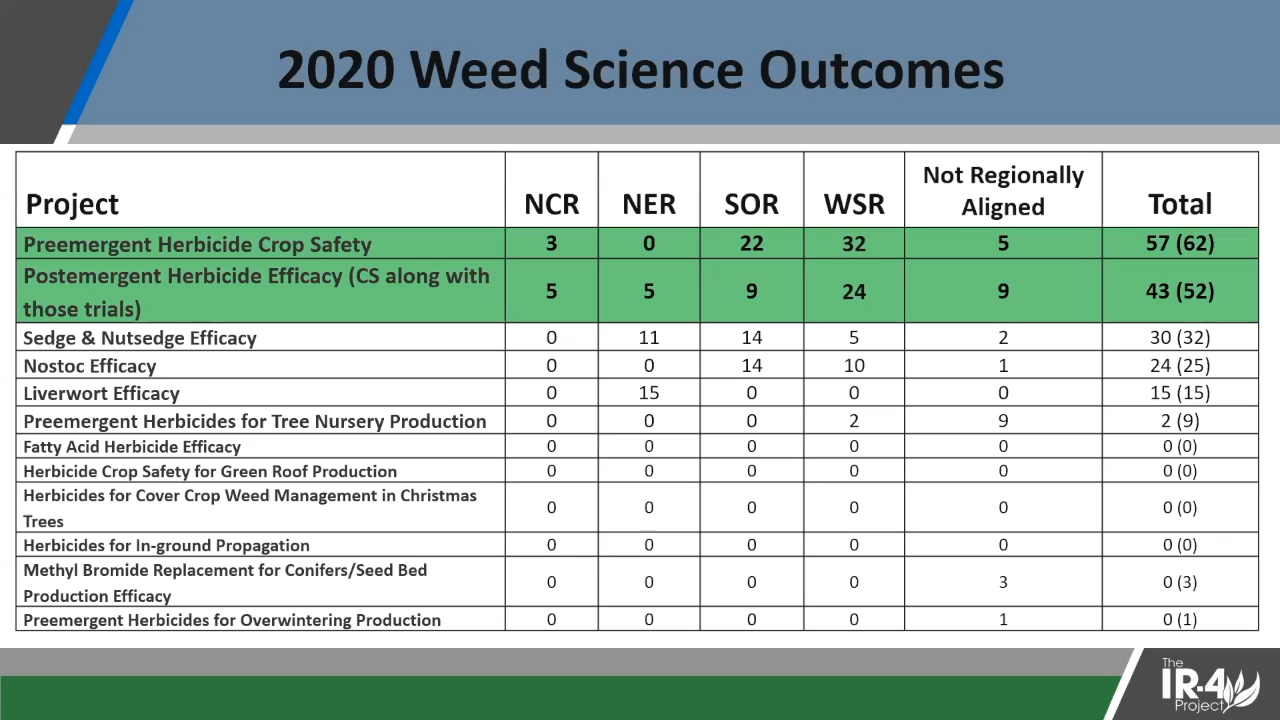 2020 Weed Science Outcomes
Project NCR NER SOR WSR Not Regionally Aligned Total
Preemergent Herbicide Crop Safety 3 0 22 32 5 57 (62)
Postemergent Herbicide Efficacy (CS along with
those trials) 5 5 9 24 9 43 (52)
Sedge & Nutsedge Efficacy 0 11 14 5 2 30 (32)
Nostoc Efficacy 0 0 14 10 1 24 (25)
Liverwort Efficacy 0 15 0 0 0 15 (15)
Preemergent Herbicides for Tree Nursery Production 0 0 0 2 9 2 (9)
Fatty Acid Herbicide Efficacy 0 0 0 0 0 0 (0)
Herbicide Crop Safety for Green Roof Production 0 0 0 0 0 0 (0)
Herbicides for Cover Crop Weed Management in Christmas
Trees 0 0 0 0 0 0 (0)
Herbicides for In-ground Propagation 0 0 0 0 0 0 (0)
Methyl Bromide Replacement for Conifers/Seed Bed
Production Efficacy 0 0 0 0 3 0 (3)
Preemergent Herbicides for Overwintering Production 0 0 0 0 1 0 (1)
The
IR-4
Project